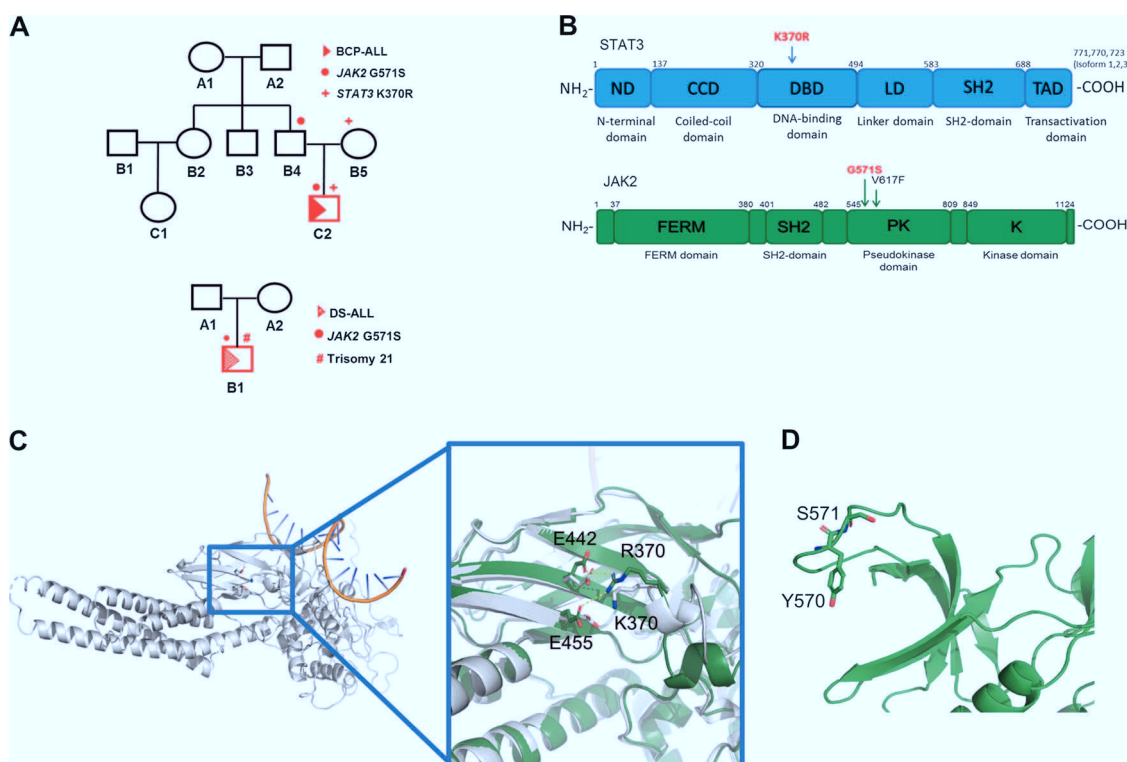 A
A1
A2
BCP-ALL
JAK2 G571S
STAT3 K370R
B1
B2
B3
B4
B5
C1
C2
A1
A2
DS-ALL
JAK2 G571S
# Trisomy 21
#
B1
B
STAT3
K370R
1
137
320
494
583
688
771,770, 723
(Isoform 1,2,3
NH₂-
ND
CCD
DBD
LD
SH2
TAD
-COOH
N-terminal domain
Coiled-coil domain
DNA-binding domain
Linker domain
SH2-domain
Transactivation domain
JAK2
G571S
V617F
1
37
380
401
482
545
809
849
1124
NH₂-
FERM
SH2
PK
K
-COOH
FERM domain
SH2-domain
Pseudokinase domain
Kinase domain
C
E442
R370
K370
E455
D
S571
Y570